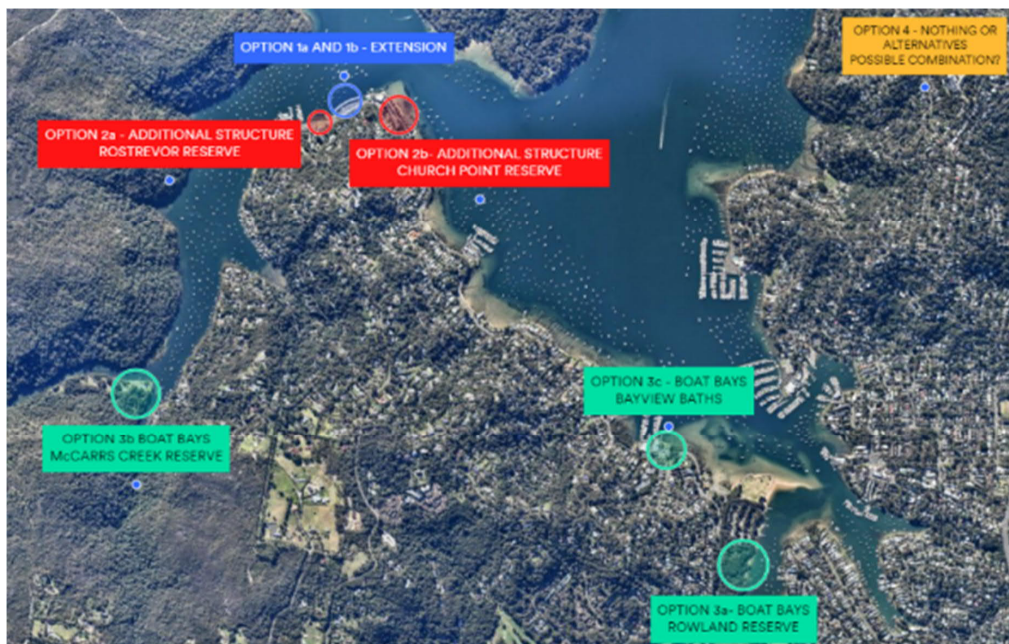 OPTION 1a AND 1b - EXTENSION
OPTION 4 - NOTHING OR
ALTERNATIVES
POSSIBLE COMBINATION?
OPTION 2a - ADDITIONAL STRUCTURE
ROSTREVOR RESERVE
OPTION 2b- ADDITIONAL STRUCTURE
CHURCH POINT RESERVE
OPTION 3c - BOAT BAYS
BAYVIEW BATHS
OPTION 3b BOAT BAYS
McCARRS CREEK RESERVE
OPTION 3a- BOAT BAYS
ROWLAND RESERVE